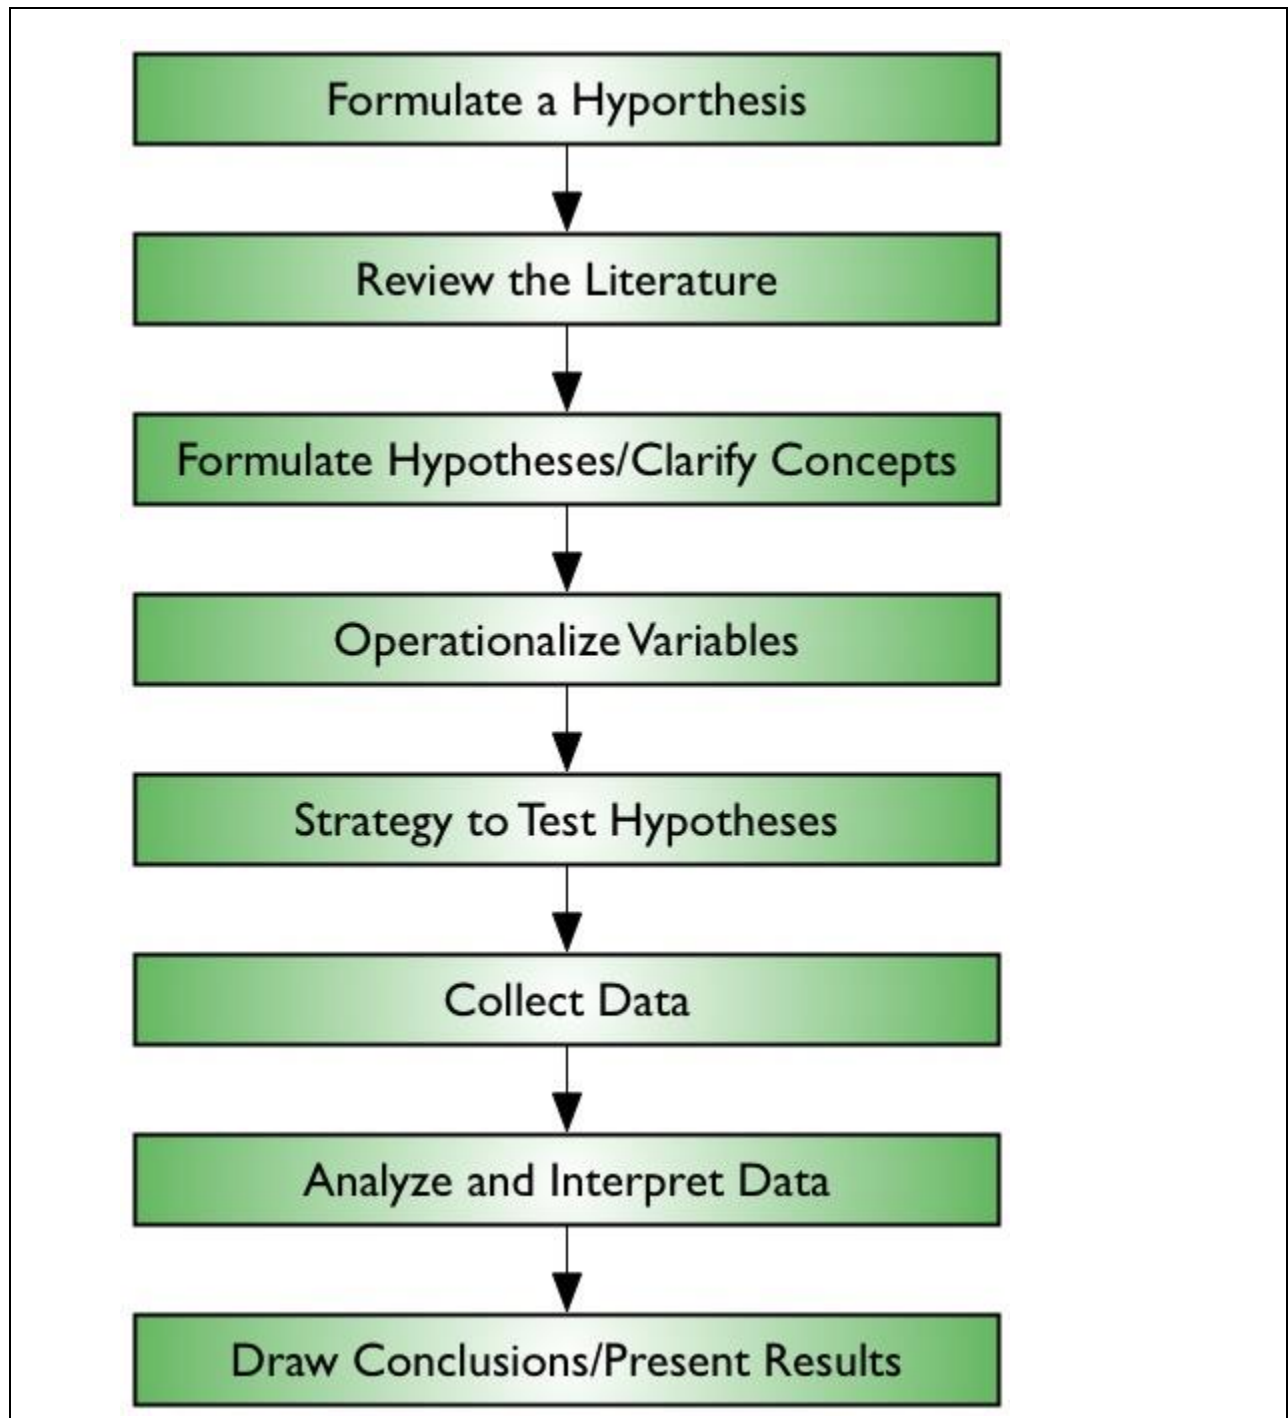 Formulate a Hyporthesis
Review the Literature
Formulate Hypotheses/Clarify Concepts
Operationalize Variables
Strategy to Test Hypotheses
Collect Data
Analyze and Interpret Data
Draw Conclusions/Present Results